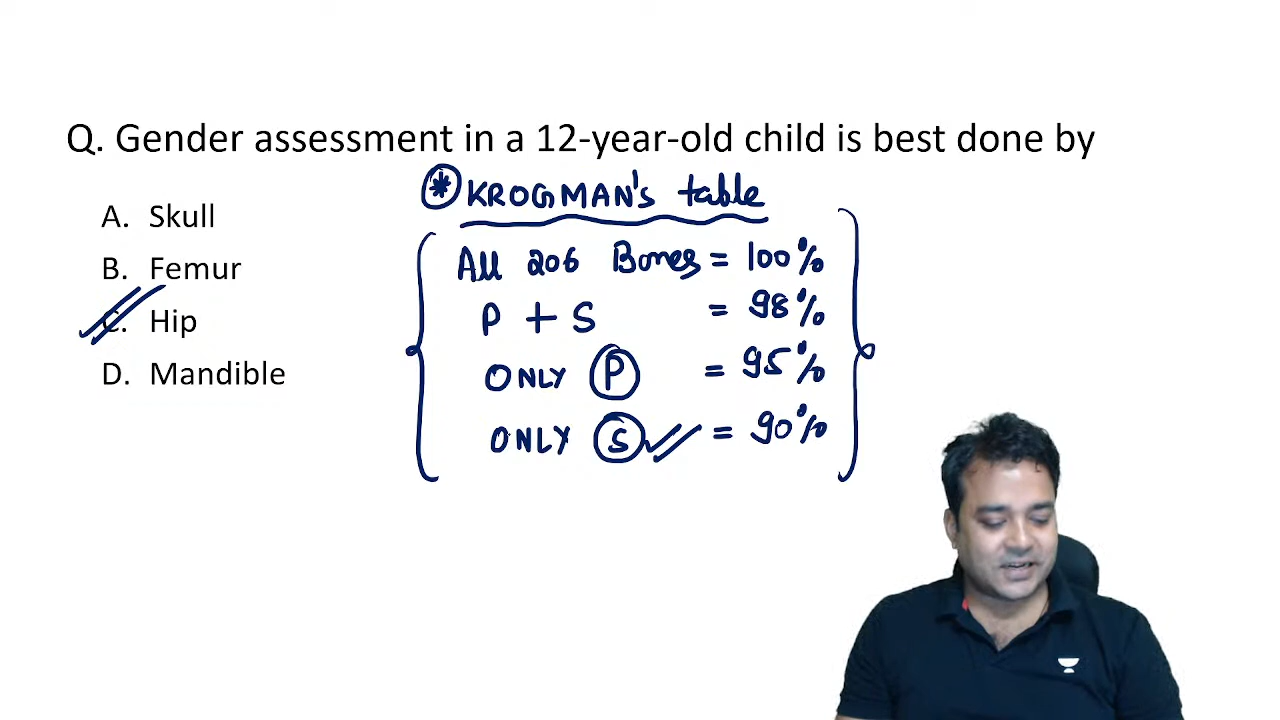 Q. Gender assessment in a 12-year-old child is best done by
A. Skull
B. Femur
C. Hip
D. Mandible
* KROGMAN's table
All 206 Bones = 100%
P + S = 98%
ONLY P = 95%
ONLY S = 90%